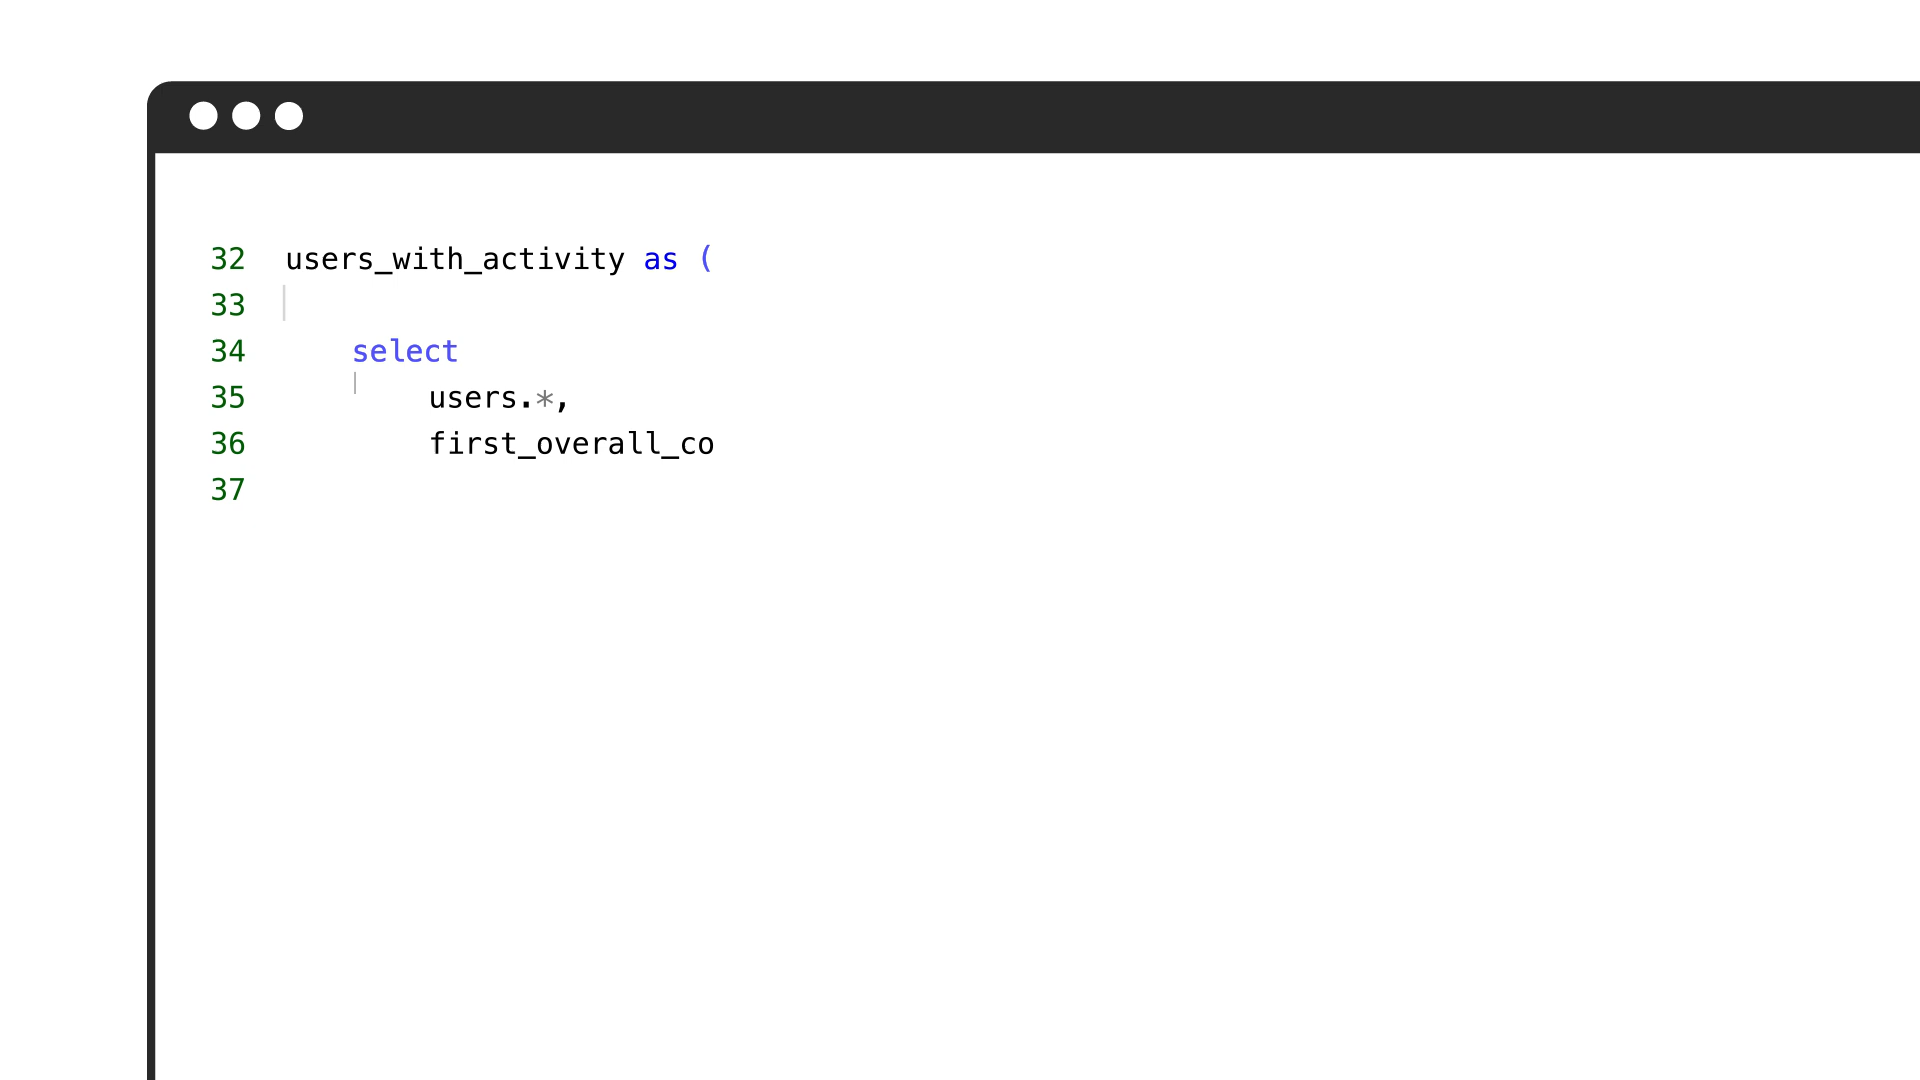 32 users_with_activity as (
33
34 select
35 users.*,
36 first_overall_co
37